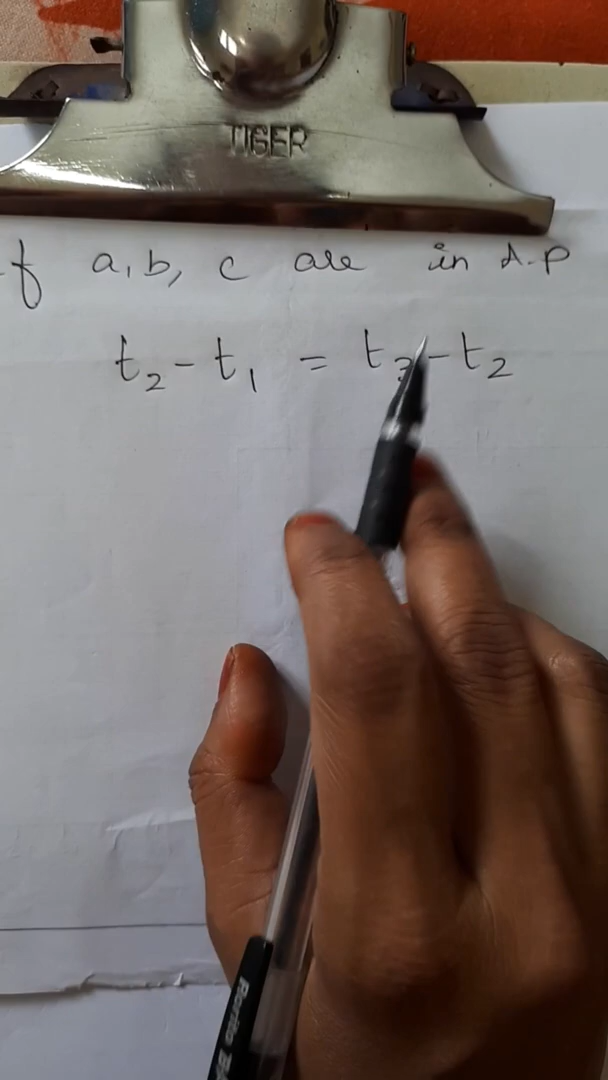 TIGER
f a, b, c are in A.P
t₂ - t₁ = t₃ - t₂